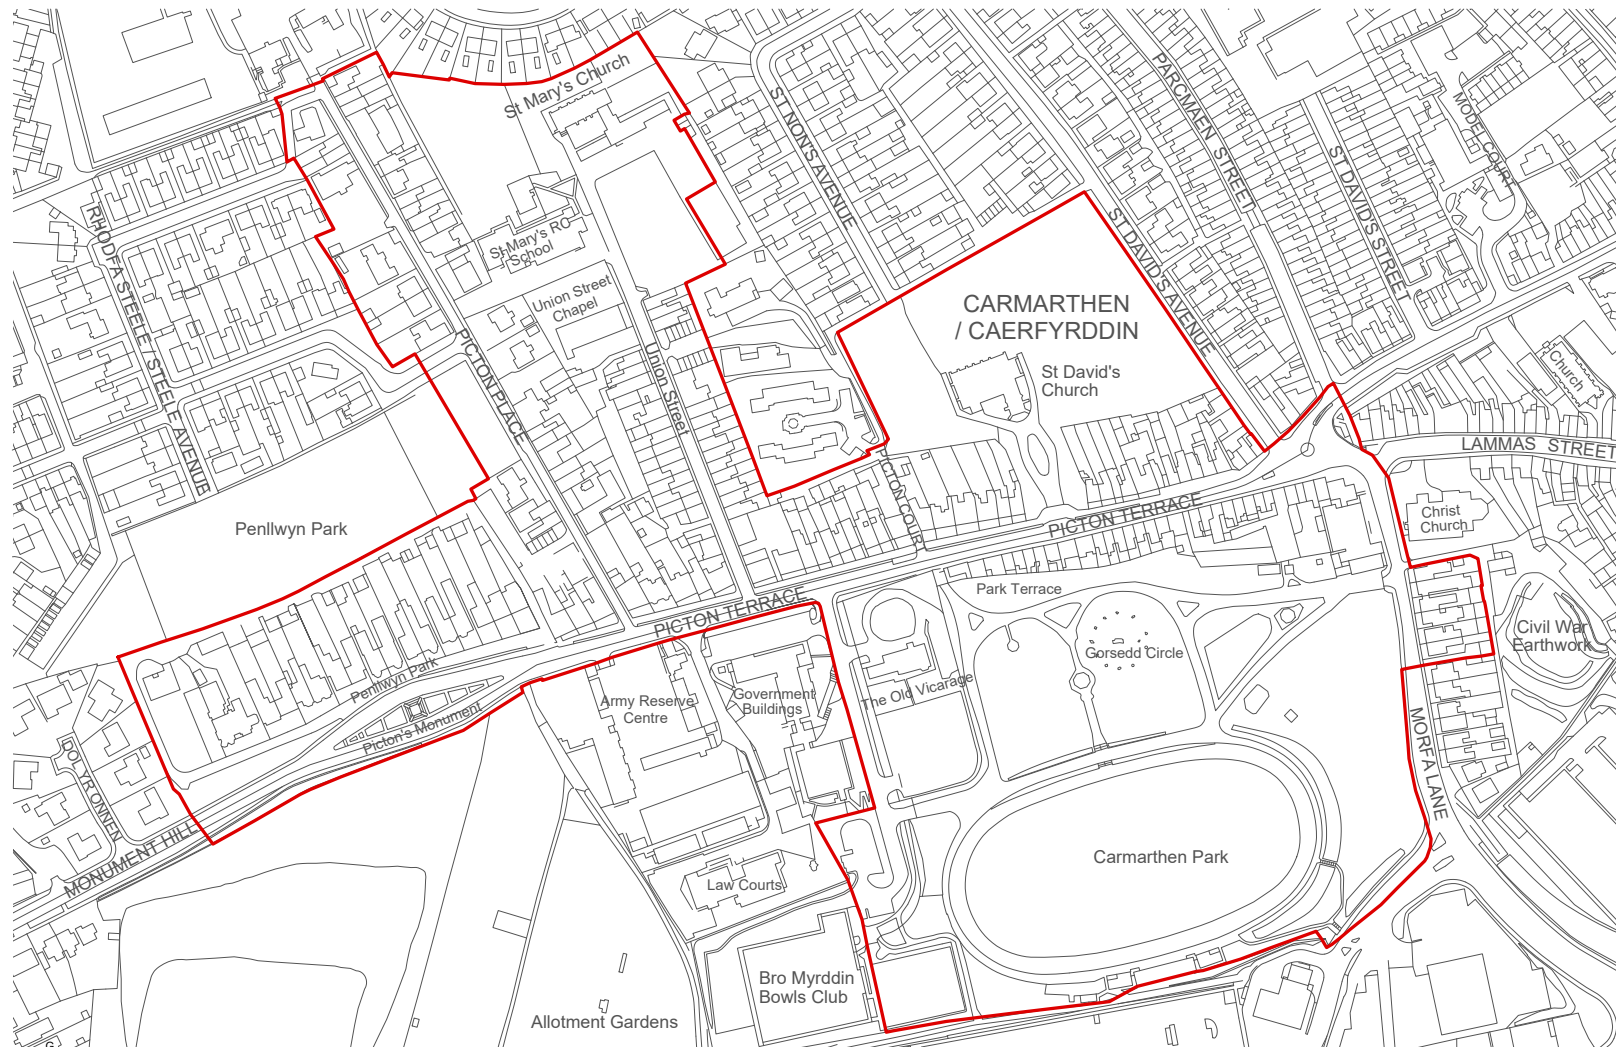 St Mary's Church
ST NON'S AVENUE
PARCMAEN STREET
MODEL COURT
ST DAVID'S STREET
RHODFA STEELE / STEELE AVENUE
St Mary's RC
School
Union Street
Chapel
ST DAVID'S AVENUE
CARMARTHEN
/ CAERFYRDDIN
PICTON PLACE
Union Street
St David's
Church
Church
LAMMAS STREET
PICTON COURT
PICTON TERRACE
Christ
Church
Penllwyn Park
Park Terrace
PICTON TERRACE
Civil War
Earthwork
Gorsedd Circle
Penllwyn Park
The Old Vicarage
Army Reserve
Centre
Government
Buildings
Picton's Monument
DOLYRONNEN
MORFA LANE
MONUMENT HILL
Carmarthen Park
Law Courts
Bro Myrddin
Bowls Club
Allotment Gardens